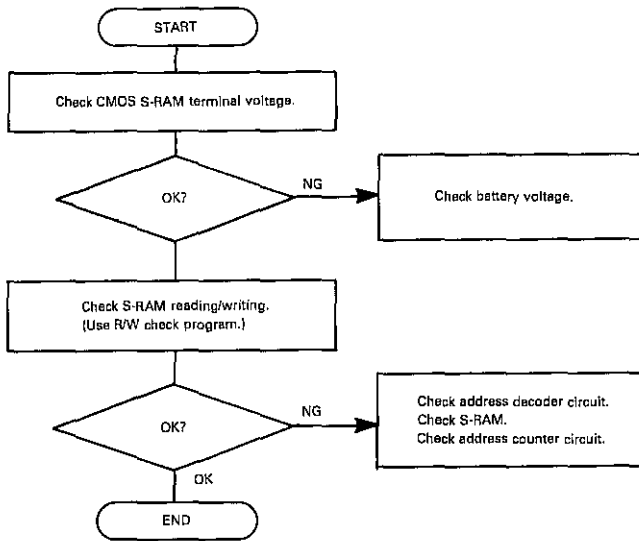 START
Check CMOS S-RAM terminal voltage.
OK?
NG
Check battery voltage.
Check S-RAM reading/writing.
(Use R/W check program.)
OK?
NG
Check address decoder circuit.
Check S-RAM.
Check address counter circuit.
OK
END